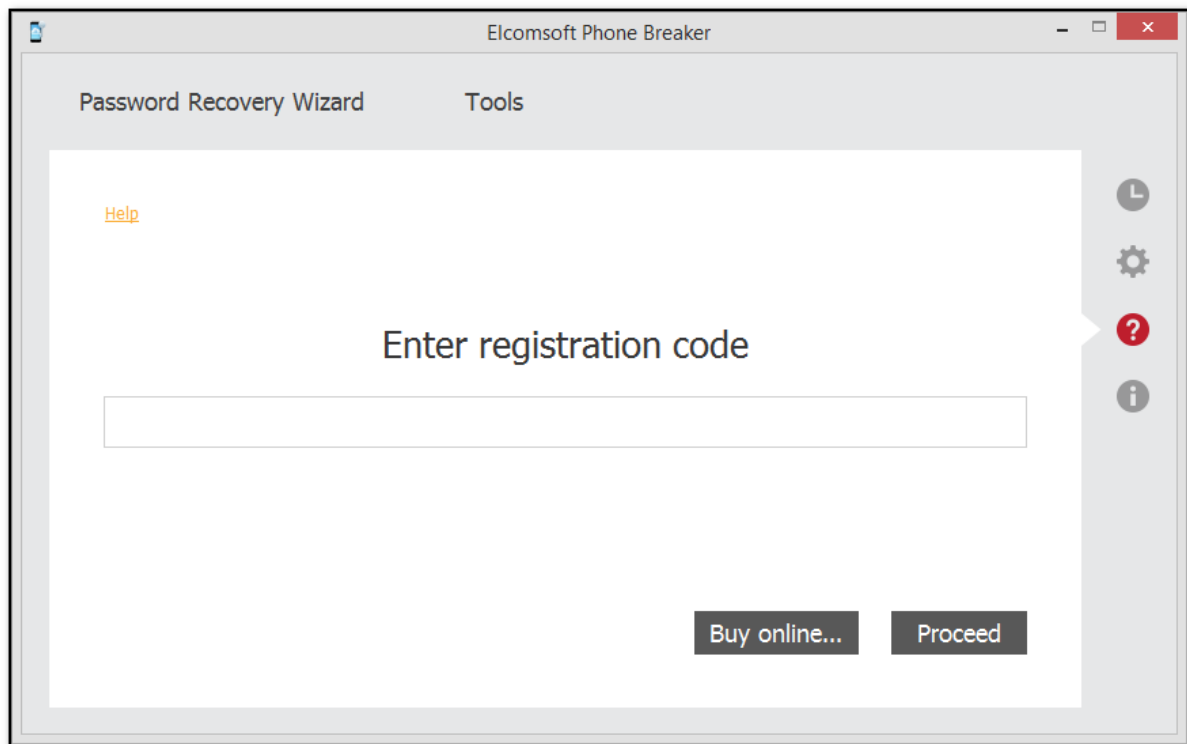 Elcomsoft Phone Breaker
Password Recovery Wizard Tools
Help
Enter registration code
Buy online... Proceed